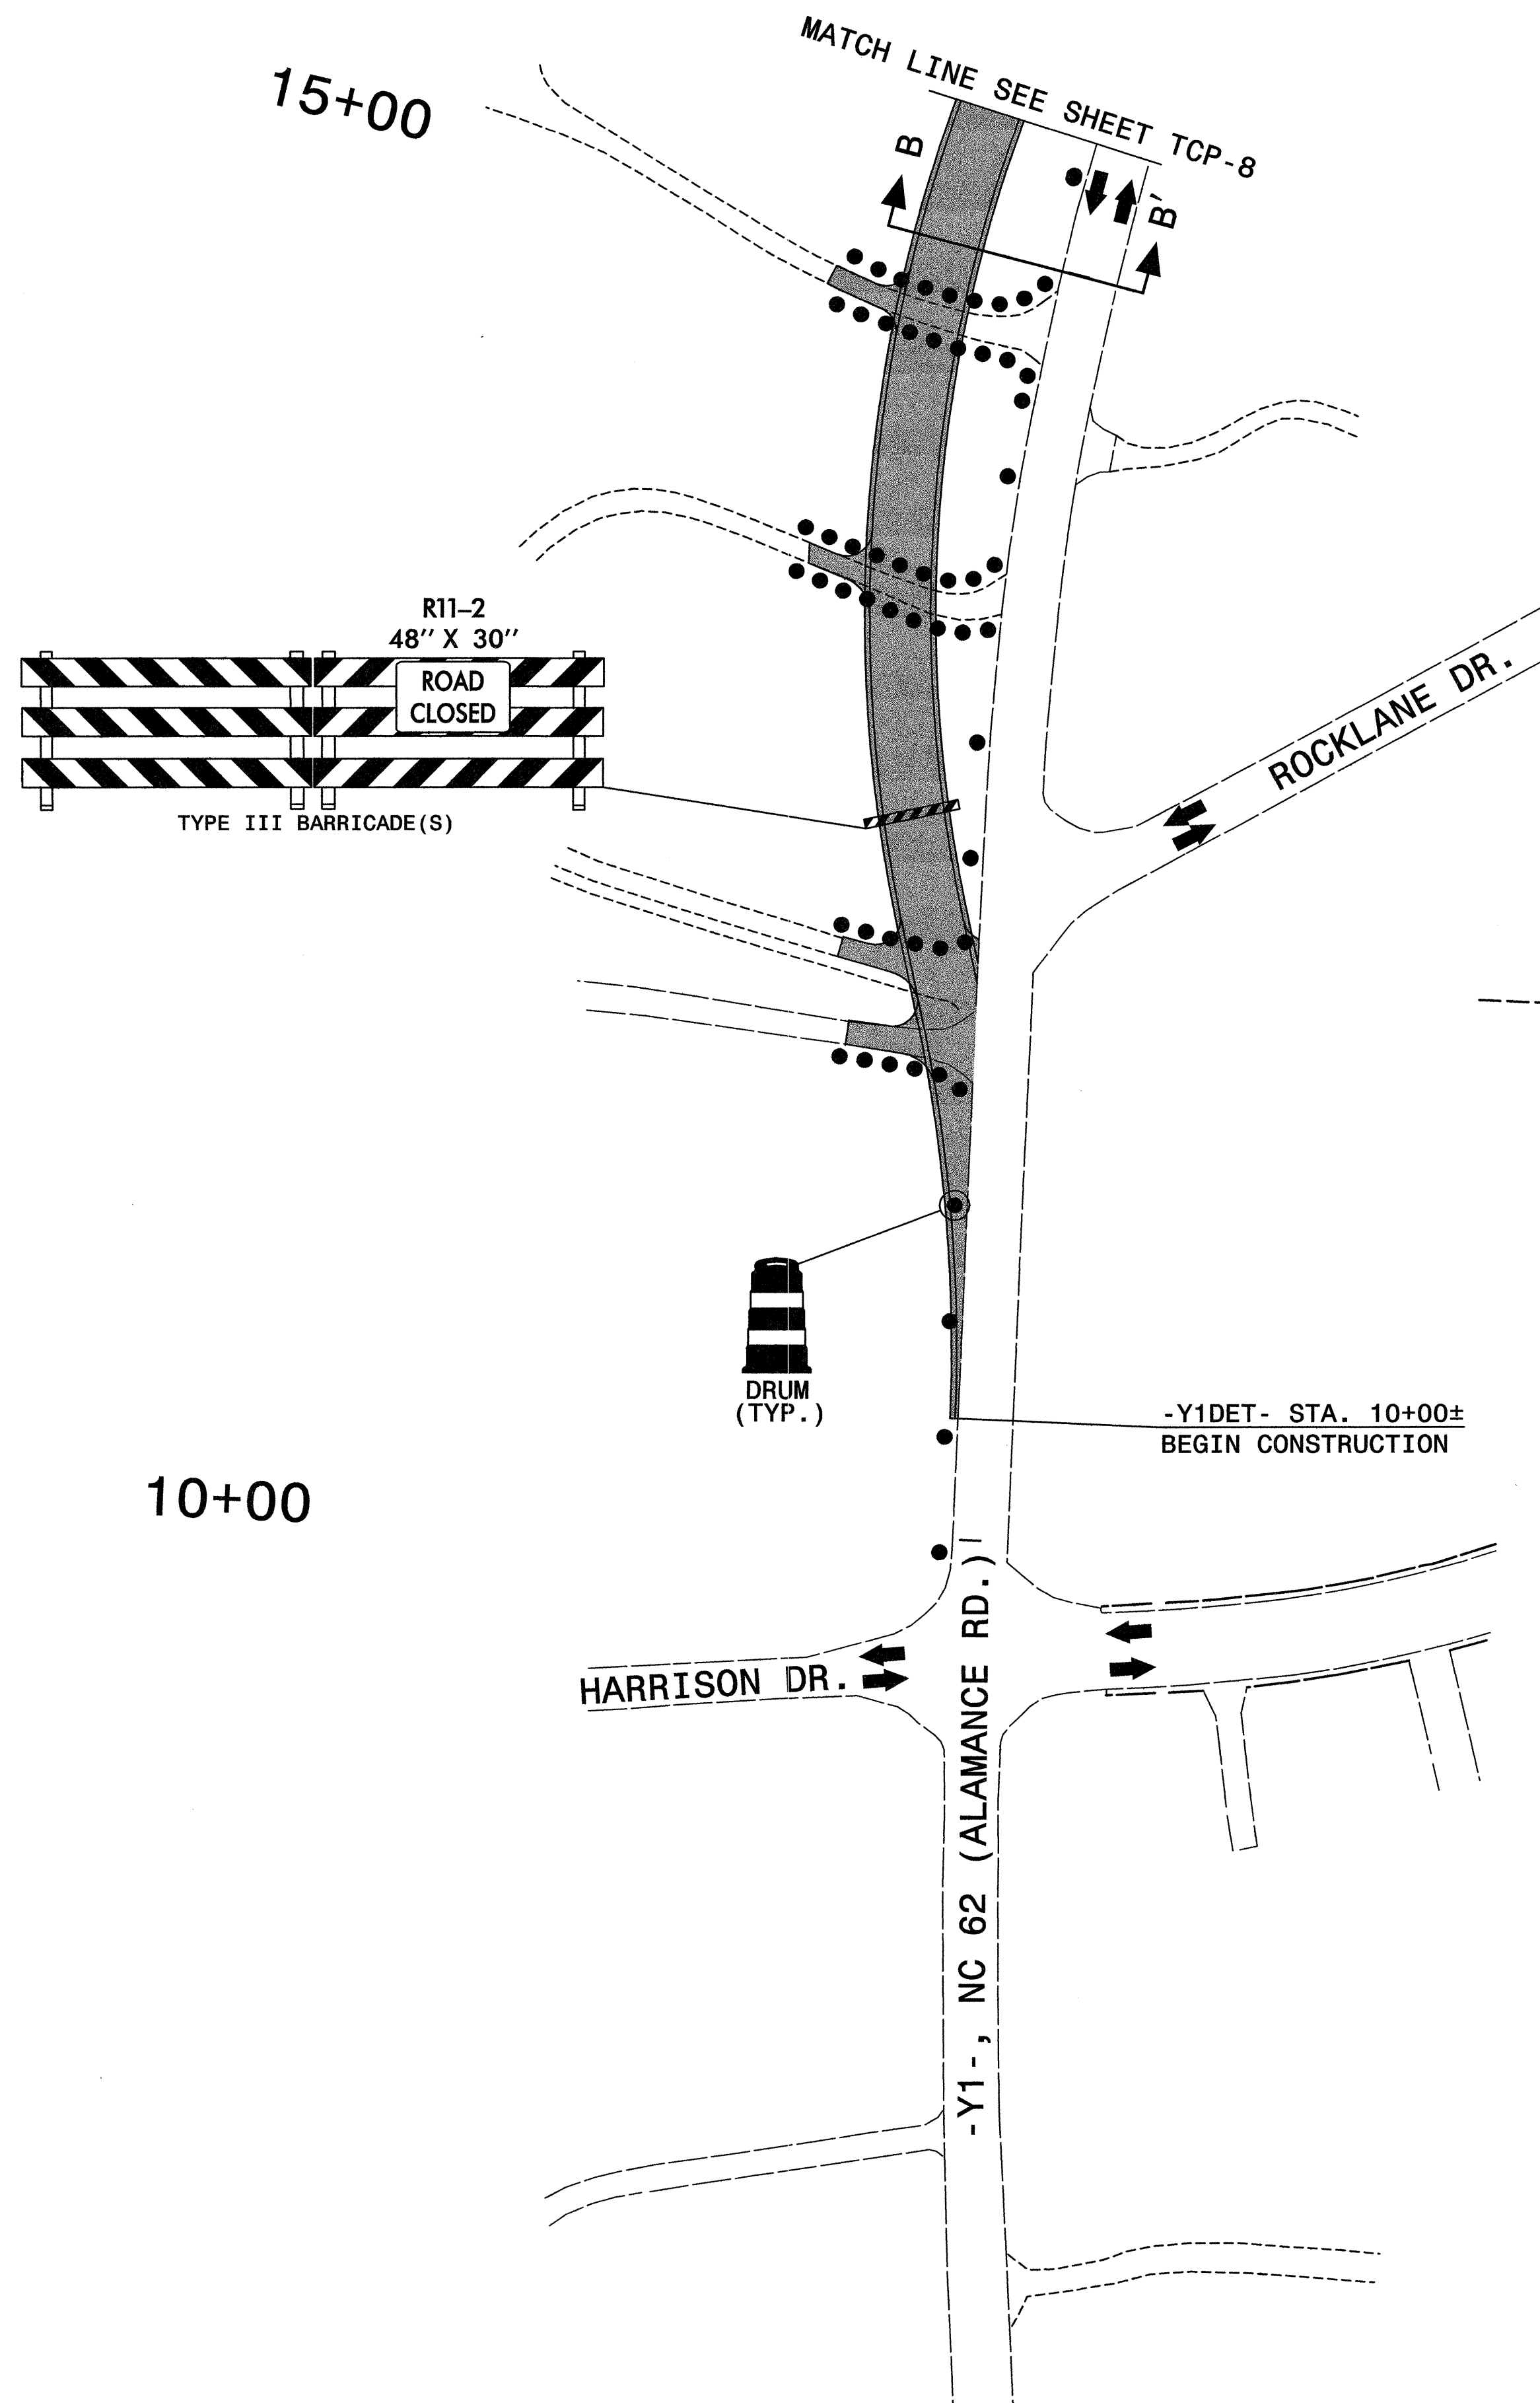 MATCH LINE SEE SHEET TCP-8
15+00
B
B'
R11-2
48'' X 30''
ROAD
CLOSED
TYPE III BARRICADE(S)
ROCKLANE DR.
DRUM
(TYP.)
-Y1DET- STA. 10+00±
BEGIN CONSTRUCTION
10+00
HARRISON DR.
-Y1-, NC 62 (ALAMANCE RD.)